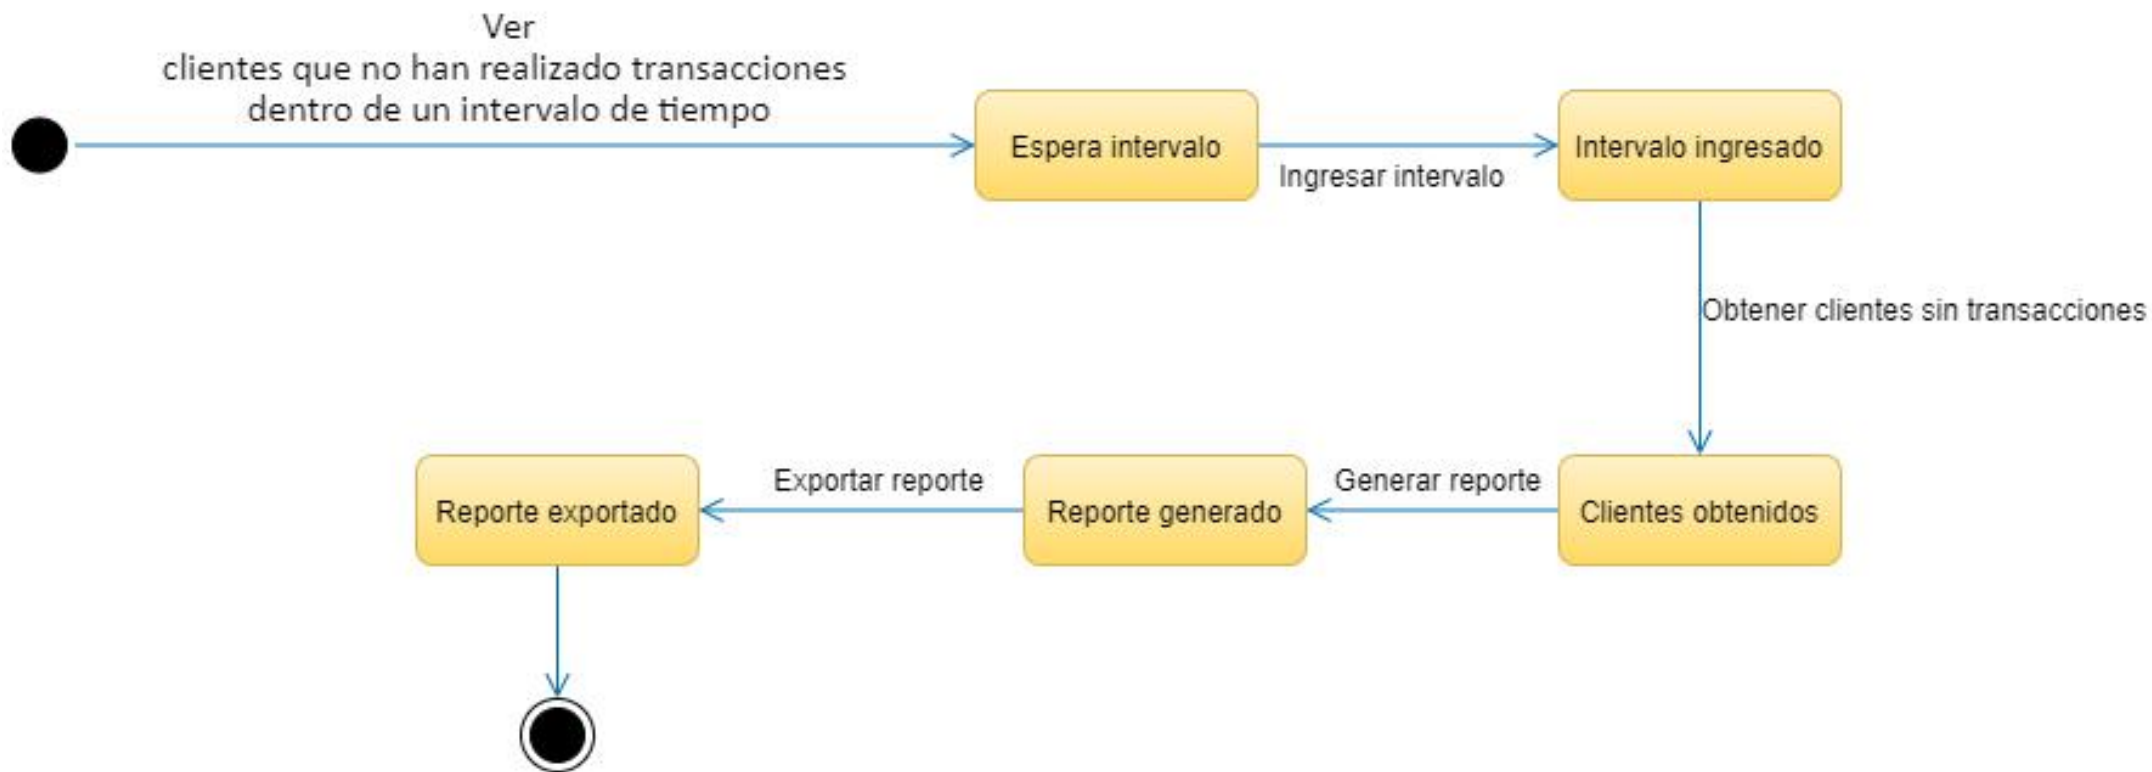 Ver
clientes que no han realizado transacciones
dentro de un intervalo de tiempo
Espera intervalo
Ingresar intervalo
Intervalo ingresado
Obtener clientes sin transacciones
Clientes obtenidos
Generar reporte
Reporte generado
Exportar reporte
Reporte exportado